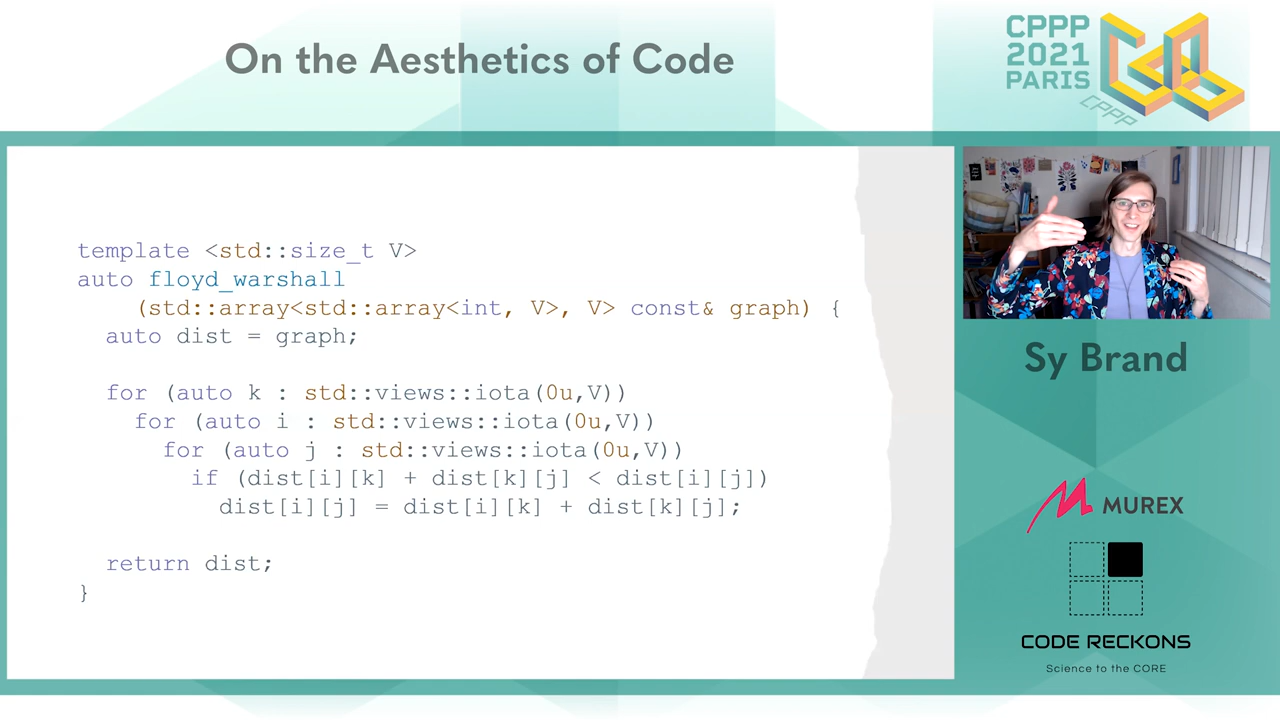 On the Aesthetics of Code
CPPP
2021
PARIS
CPPP
template <std::size_t V>
auto floyd_warshall
(std::array<std::array<int, V>, V> const& graph) {
auto dist = graph;
for (auto k : std::views::iota(0u,V))
for (auto i : std::views::iota(0u,V))
for (auto j : std::views::iota(0u,V))
if (dist[i][k] + dist[k][j] < dist[i][j])
dist[i][j] = dist[i][k] + dist[k][j];
return dist;
}
Sy Brand
MUREX
CODE RECKONS
Science to the CORE